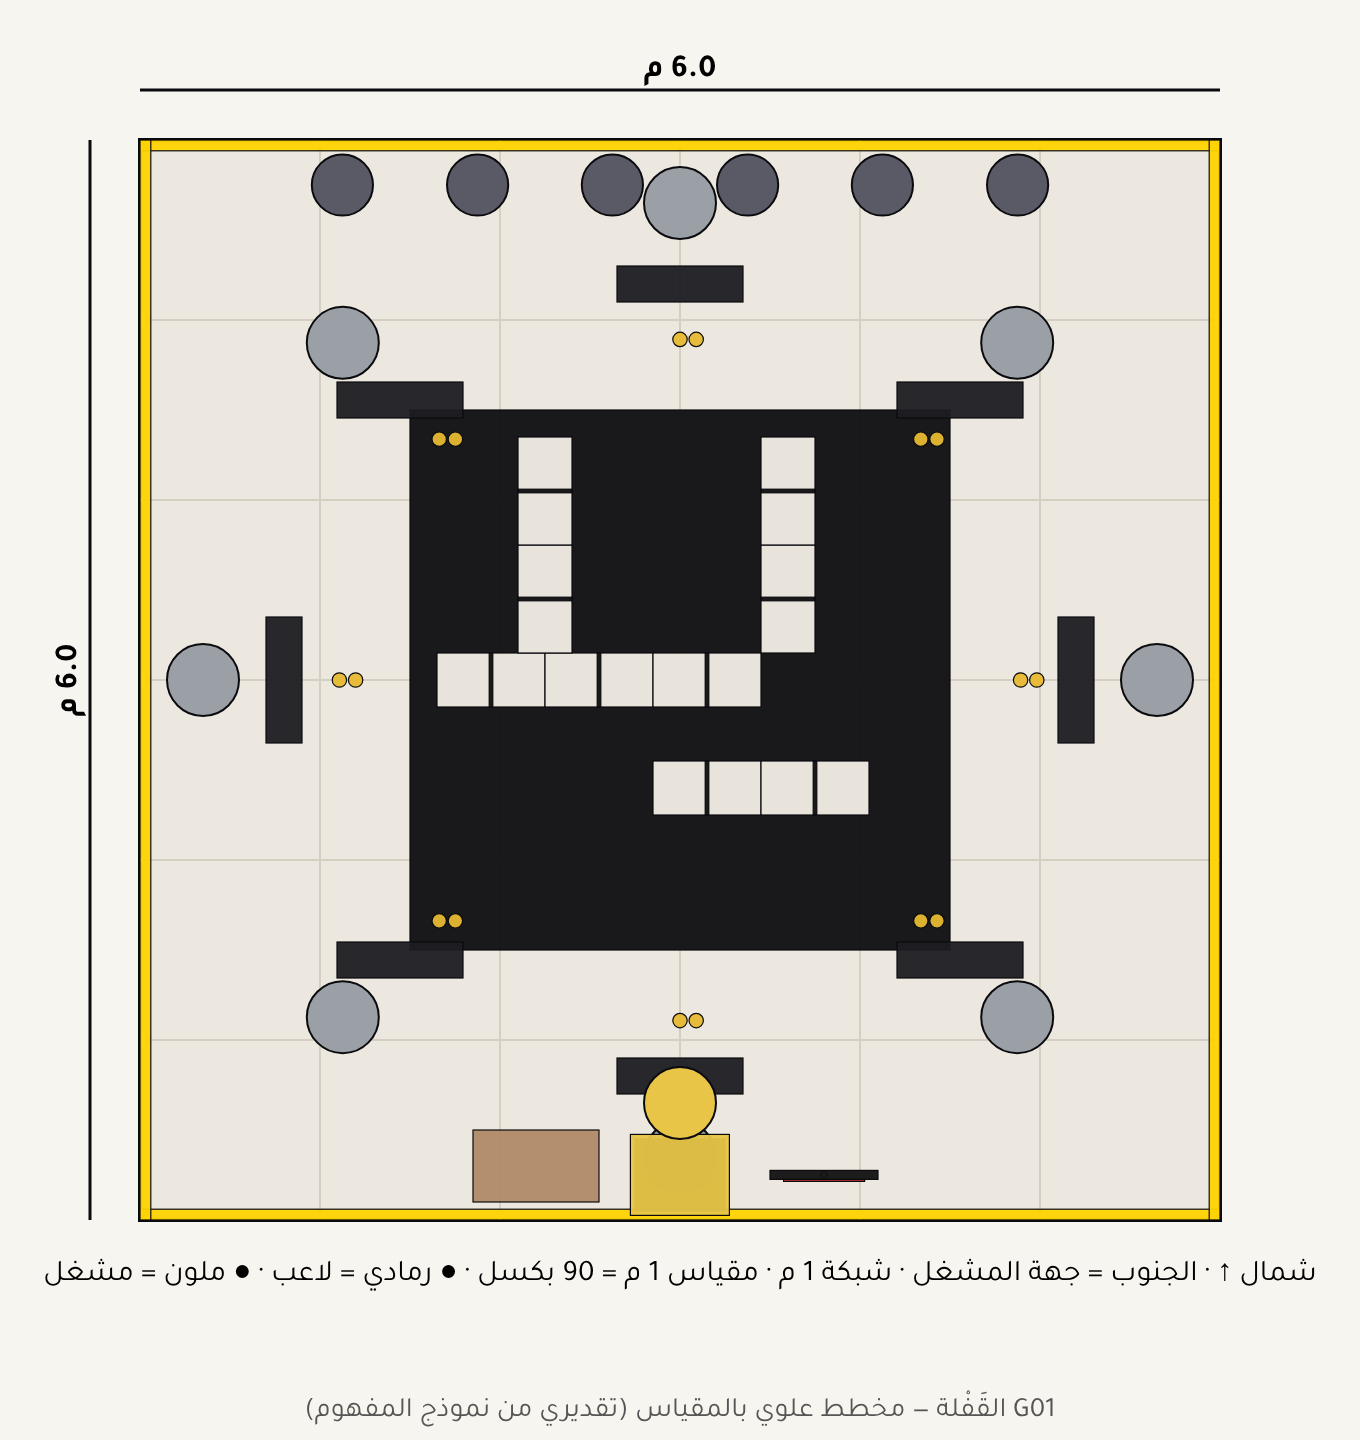 6.0 م
6.0 م
شمال ↑ · الجنوب = جهة المشغل · شبكة 1 م · مقياس 1 م = 90 بكسل · ● رمادي = لاعب · ● ملون = مشغل
G01 القَفْلة – مخطط علوي بالمقياس (تقديري من نموذج المفهوم)